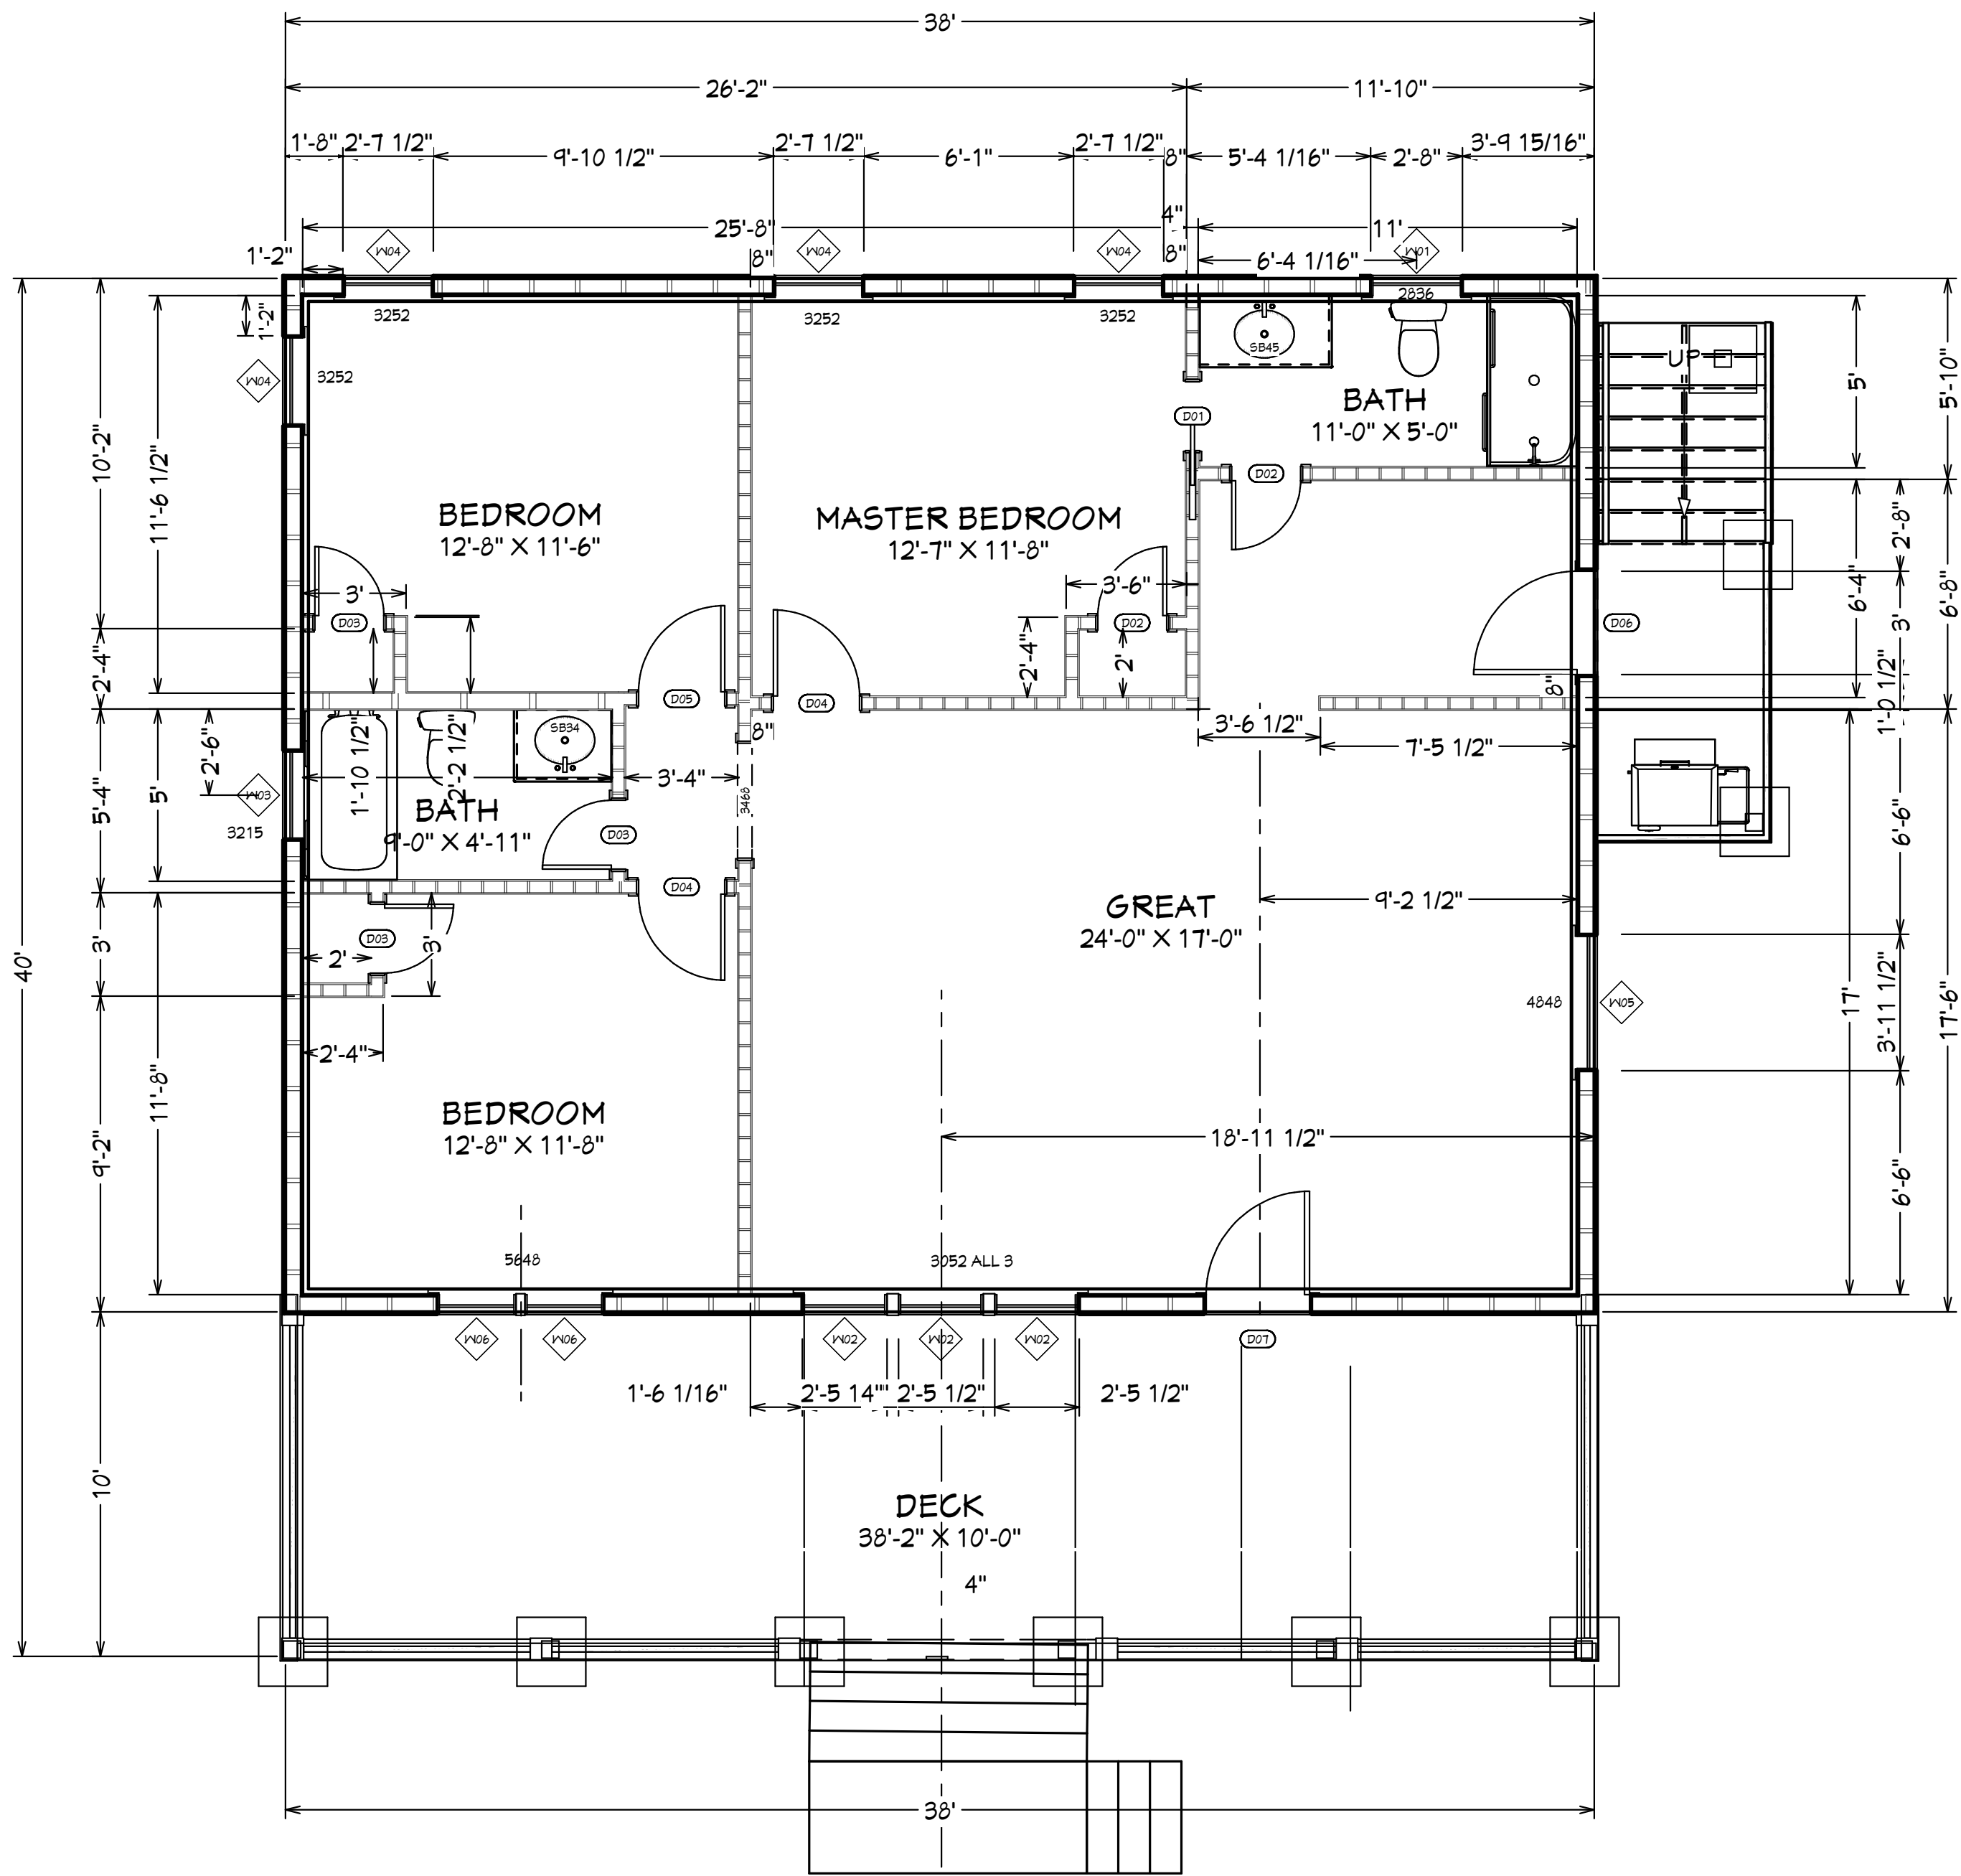 38'
26'-2"
11'-10"
1'-8"
2'-7 1/2"
9'-10 1/2"
2'-7 1/2"
6'-1"
2'-7 1/2"
8"
5'-4 1/16"
2'-8"
3'-9 15/16"
25'-8"
4"
11'
1'-2"
W04
8"
W04
W04
8"
6'-4 1/16"
W01
3252
3252
3252
2836
SB45
1'-2"
W04
3252
UP
5'
5'-10"
10'-2"
11'-6 1/2"
D01
BATH
11'-0" X 5'-0"
D02
BEDROOM
12'-8" X 11'-6"
MASTER BEDROOM
12'-7" X 11'-8"
2'-8"
6'-4"
6'-8"
3'
3'
3'-6"
D03
D02
D06
2'-4"
2'-4"
2'
8"
1'-0 1/2"
D05
D04
8"
3'-6 1/2"
7'-5 1/2"
2'-6"
1'-10 1/2"
2'-2 1/2"
SB34
3'-4"
5'-4"
5'
W03
3215
BATH
9'-0" X 4'-11"
D03
3468
6'-6"
D04
9'-2 1/2"
GREAT
24'-0" X 17'-0"
3'
D03
2'
3'
40'
4848
W05
17'
3'-11 1/2"
17'-6"
2'-4"
11'-8"
9'-2"
BEDROOM
12'-8" X 11'-8"
18'-11 1/2"
6'-6"
5648
3052 ALL 3
W06
W06
W02
W02
W02
D07
1'-6 1/16"
2'-5 14"
2'-5 1/2"
2'-5 1/2"
10'
DECK
38'-2" X 10'-0"
4"
38'